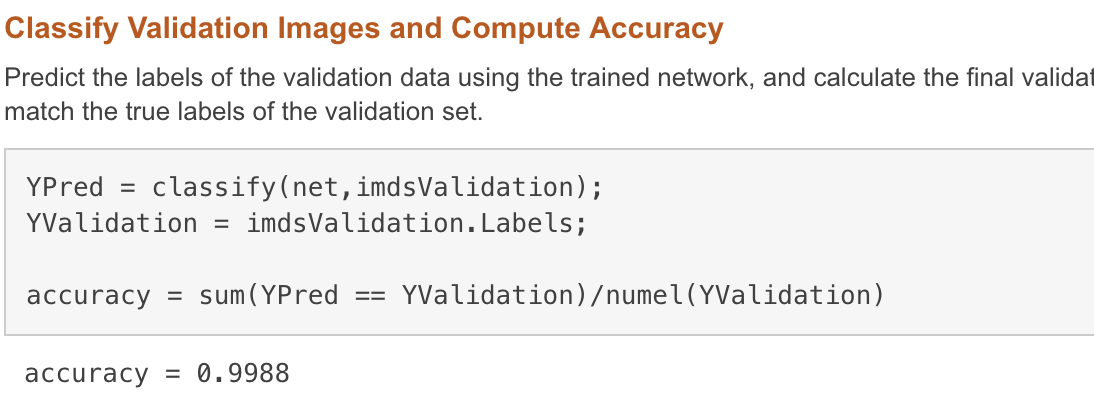 Classify Validation Images and Compute Accuracy
Predict the labels of the validation data using the trained network, and calculate the final validat
match the true labels of the validation set.
YPred = classify(net,imdsValidation);
YValidation = imdsValidation.Labels;
accuracy = sum(YPred == YValidation)/numel(YValidation)
accuracy = 0.9988